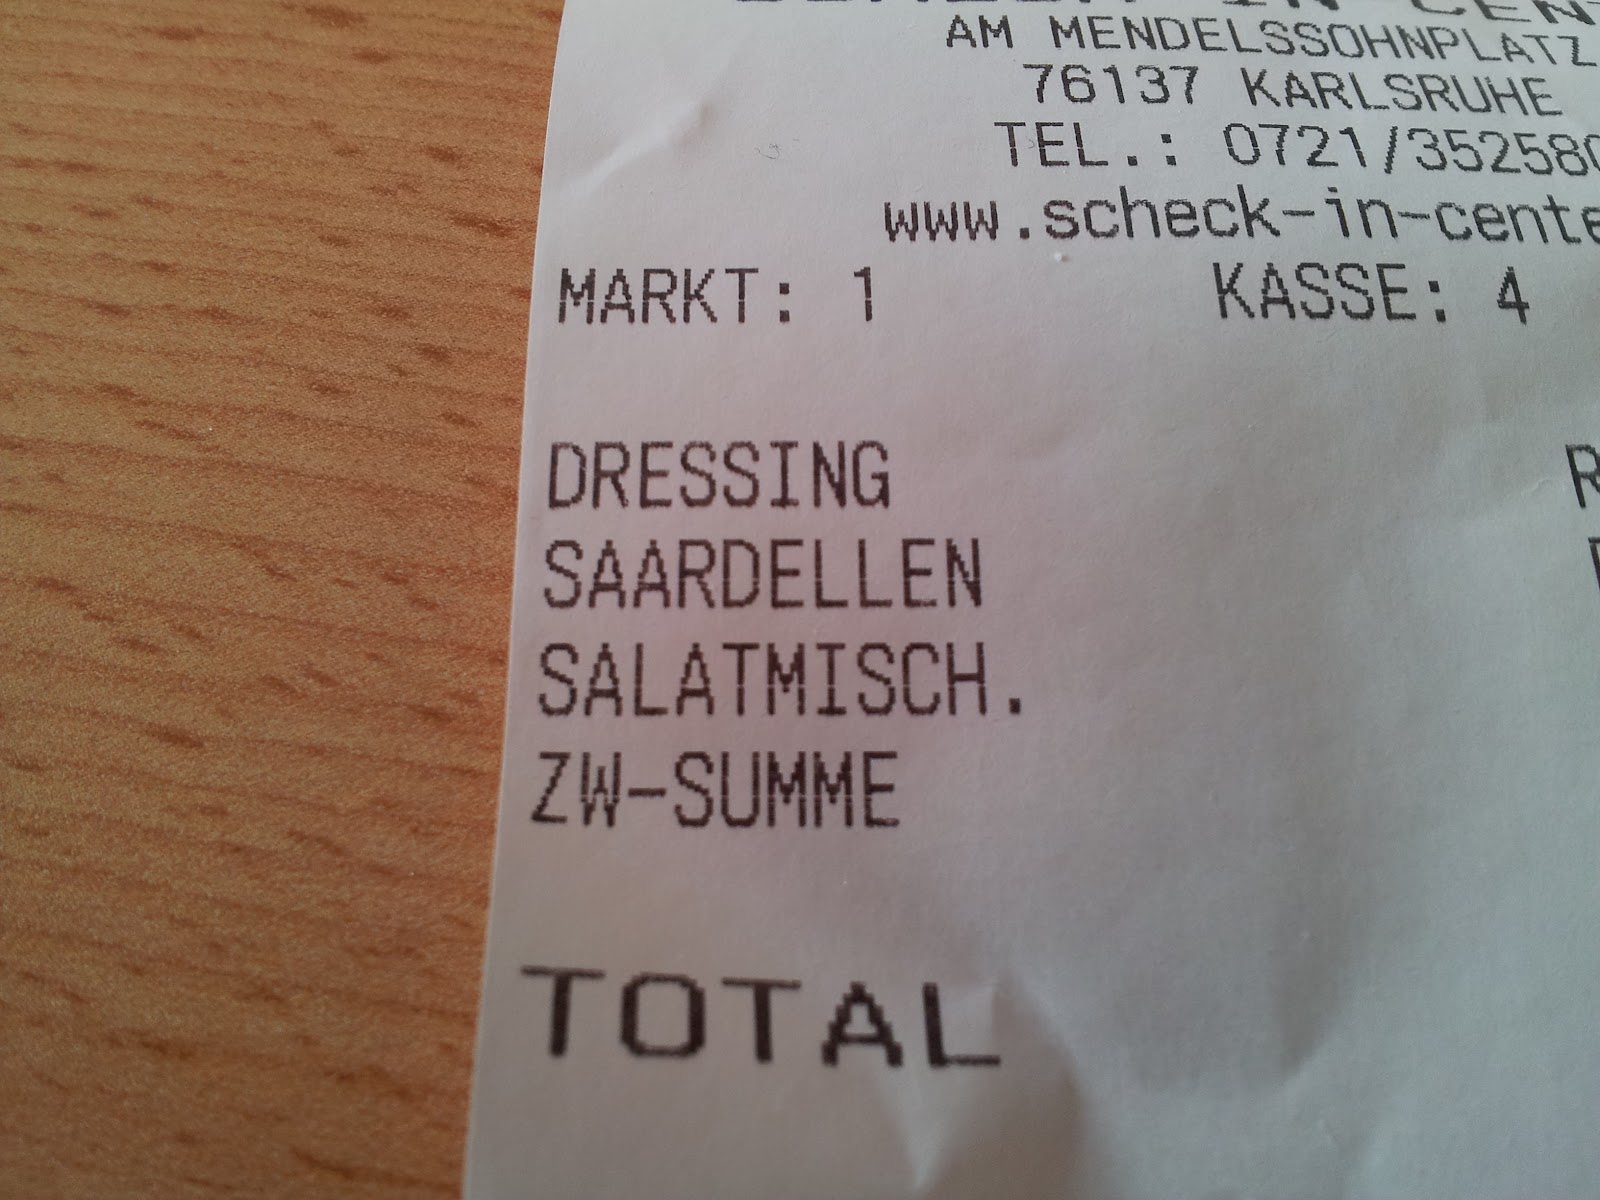 AM MENDELSSOHNPLATZ
76137 KARLSRUHE
TEL.: 0721/352580
www.scheck-in-cente
MARKT: 1 KASSE: 4
DRESSING R
SAARDELLEN
SALATMISCH.
ZW-SUMME
TOTAL